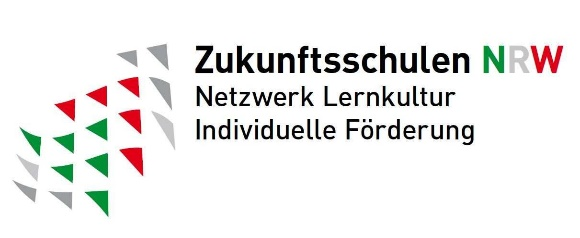 Zukunftsschulen NRW
Netzwerk Lernkultur
Individuelle Förderung